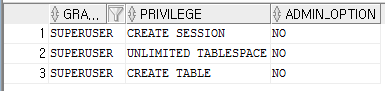 GRA... PRIVILEGE ADMIN_OPTION
1 SUPERUSER CREATE SESSION NO
2 SUPERUSER UNLIMITED TABLESPACE NO
3 SUPERUSER CREATE TABLE NO